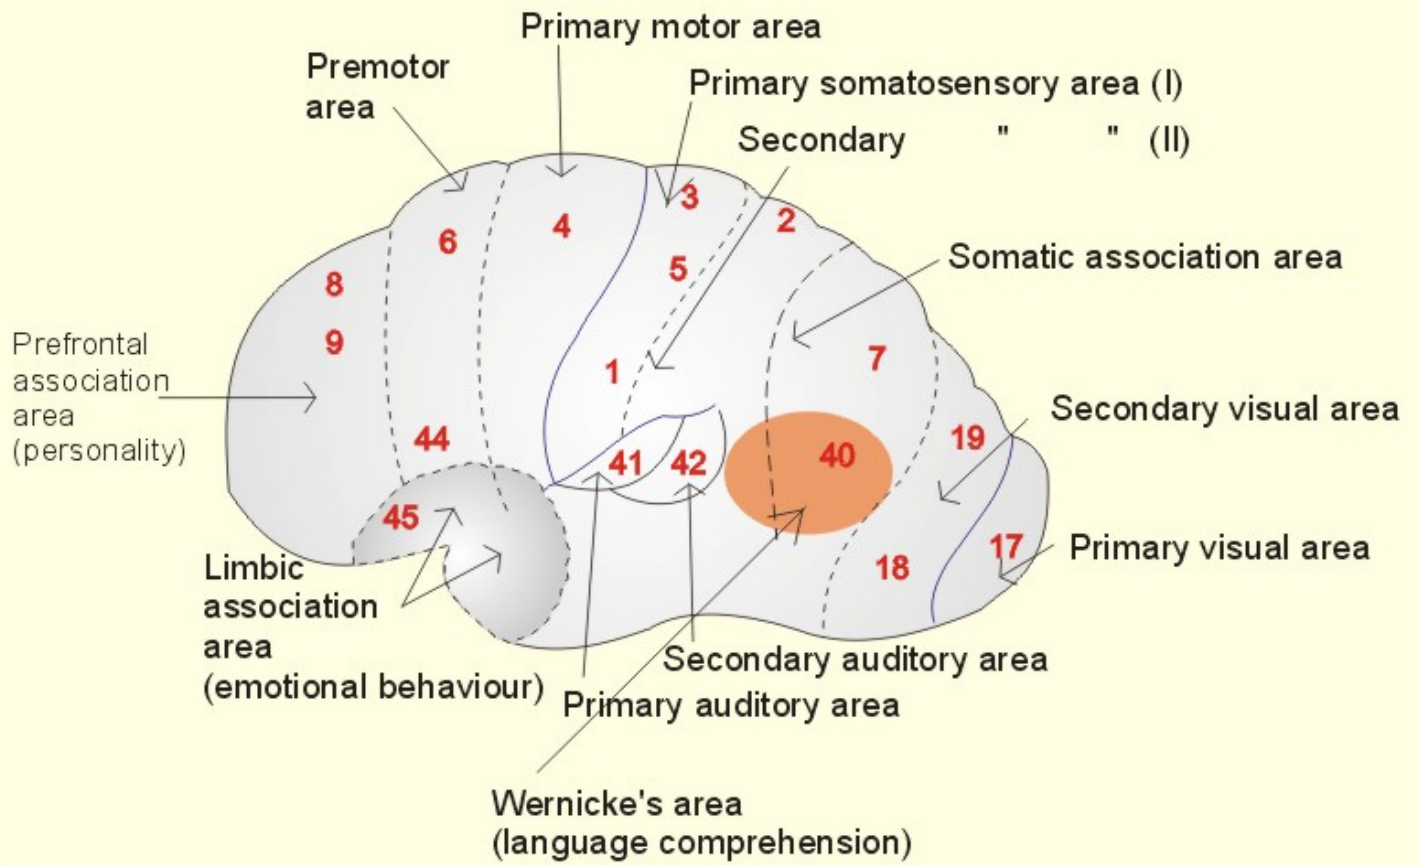 Primary motor area
Premotor
area
Primary somatosensory area (I)
Secondary " " (II)
3
2
4
6
5
8
9
Somatic association area
Prefrontal
association
area
(personality)
1
7
Secondary visual area
44
41
42
40
19
45
18
17
Primary visual area
Limbic
association
area
(emotional behaviour)
Secondary auditory area
Primary auditory area
Wernicke's area
(language comprehension)